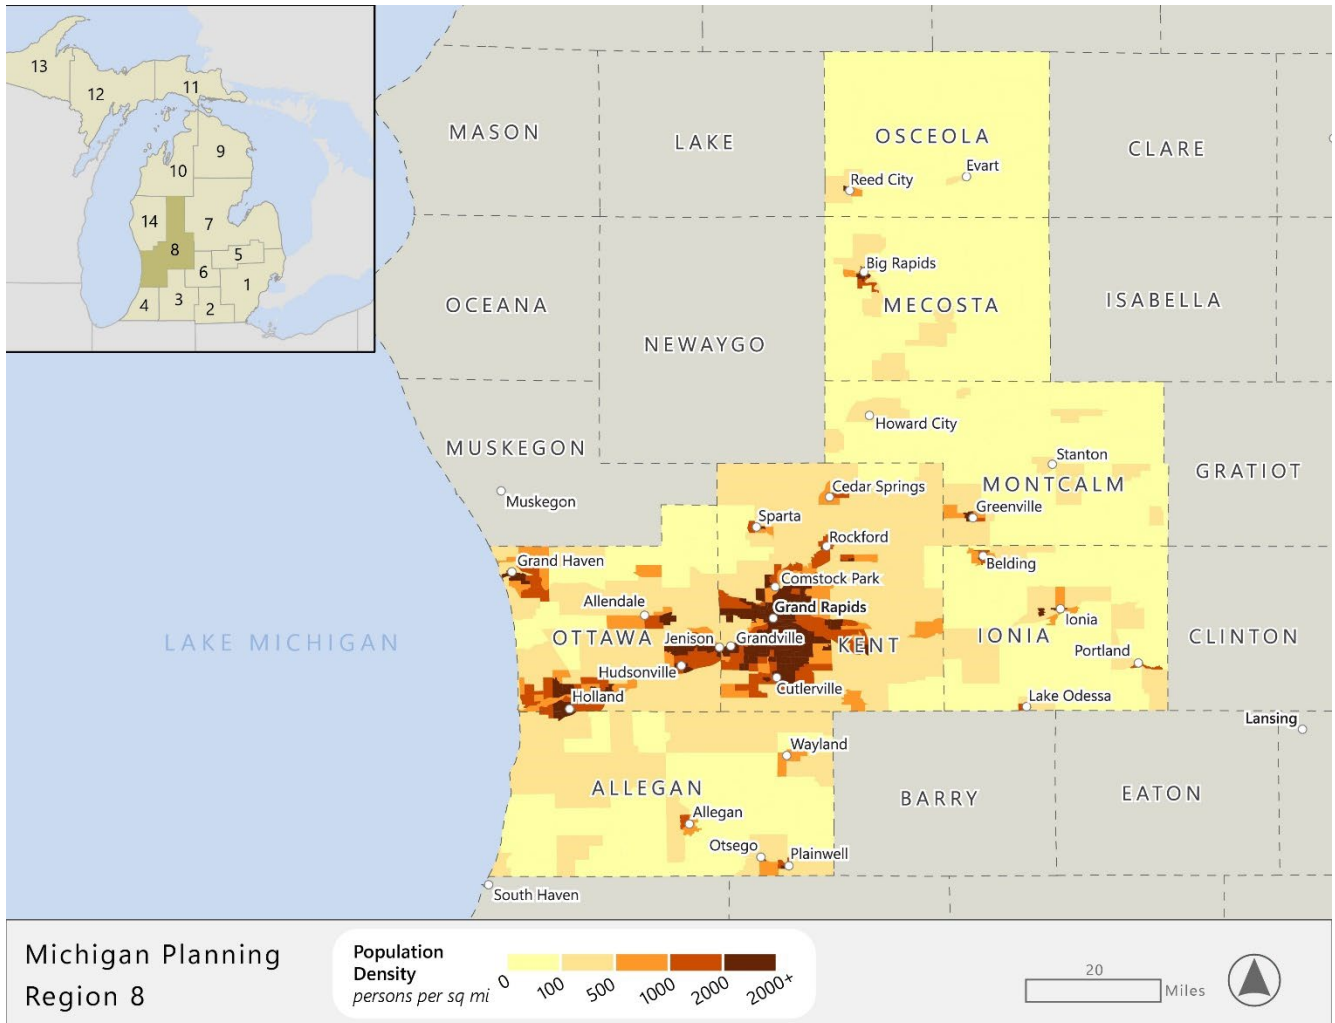 13
12
11
9
10
14
7
8
5
6
1
4
3
2
MASON
LAKE
OSCEOLA
CLARE
Evart
Reed City
OCEANA
Big Rapids
MECOSTA
ISABELLA
NEWAYGO
Howard City
MUSKEGON
Stanton
GRATIOT
Muskegon
Cedar Springs
MONTCALM
Greenville
Sparta
Rockford
Grand Haven
Belding
Comstock Park
Allendale
Grand Rapids
Ionia
LAKE MICHIGAN
OTTAWA
Jenison
Grandville
KENT
IONIA
CLINTON
Portland
Hudsonville
Cutlerville
Holland
Lake Odessa
Lansing
Wayland
ALLEGAN
BARRY
EATON
Allegan
Otsego
Plainwell
South Haven
Michigan Planning
Region 8
Population
Density
persons per sq mi
0
100
500
1000
2000
2000+
20
Miles